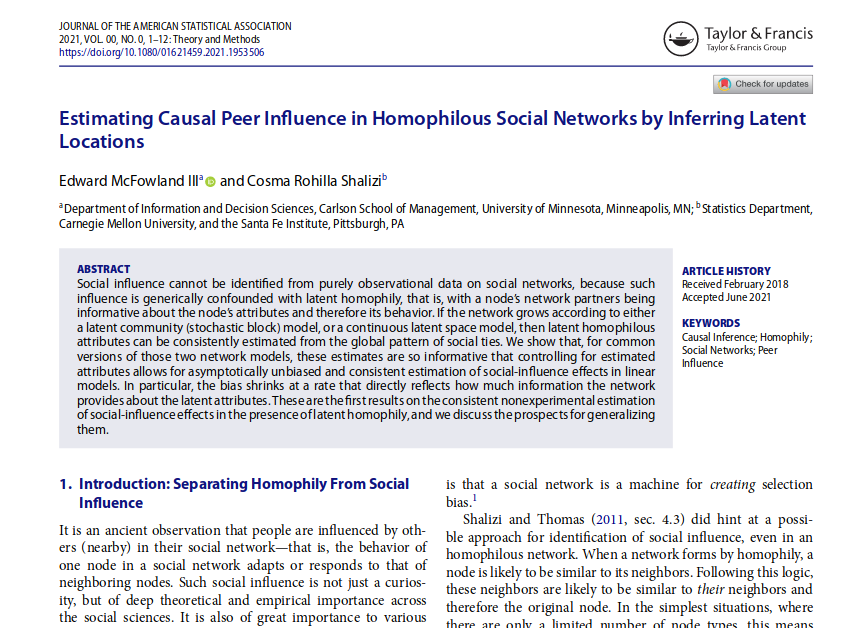 JOURNAL OF THE AMERICAN STATISTICAL ASSOCIATION
2021, VOL. 00, NO. 0, 1–12: Theory and Methods
https://doi.org/10.1080/01621459.2021.1953506
Taylor & Francis
Taylor & Francis Group
Check for updates
Estimating Causal Peer Influence in Homophilous Social Networks by Inferring Latent
Locations
Edward McFowland IIIa and Cosma Rohilla Shalizib
aDepartment of Information and Decision Sciences, Carlson School of Management, University of Minnesota, Minneapolis, MN; bStatistics Department,
Carnegie Mellon University, and the Santa Fe Institute, Pittsburgh, PA
ABSTRACT
Social influence cannot be identified from purely observational data on social networks, because such
influence is generically confounded with latent homophily, that is, with a node's network partners being
informative about the node's attributes and therefore its behavior. If the network grows according to either
a latent community (stochastic block) model, or a continuous latent space model, then latent homophilous
attributes can be consistently estimated from the global pattern of social ties. We show that, for common
versions of those two network models, these estimates are so informative that controlling for estimated
attributes allows for asymptotically unbiased and consistent estimation of social-influence effects in linear
models. In particular, the bias shrinks at a rate that directly reflects how much information the network
provides about the latent attributes. These are the first results on the consistent nonexperimental estimation
of social-influence effects in the presence of latent homophily, and we discuss the prospects for generalizing
them.
ARTICLE HISTORY
Received February 2018
Accepted June 2021
KEYWORDS
Causal Inference; Homophily;
Social Networks; Peer
Influence
1. Introduction: Separating Homophily From Social
Influence
It is an ancient observation that people are influenced by oth-
ers (nearby) in their social network—that is, the behavior of
one node in a social network adapts or responds to that of
neighboring nodes. Such social influence is not just a curios-
ity, but of deep theoretical and empirical importance across
the social sciences. It is also of great importance to various
is that a social network is a machine for creating selection
bias.1
Shalizi and Thomas (2011, sec. 4.3) did hint at a possi-
ble approach for identification of social influence, even in an
homophilous network. When a network forms by homophily, a
node is likely to be similar to its neighbors. Following this logic,
these neighbors are likely to be similar to their neighbors and
therefore the original node. In the simplest situations, where
there are only a limited number of node types, this means